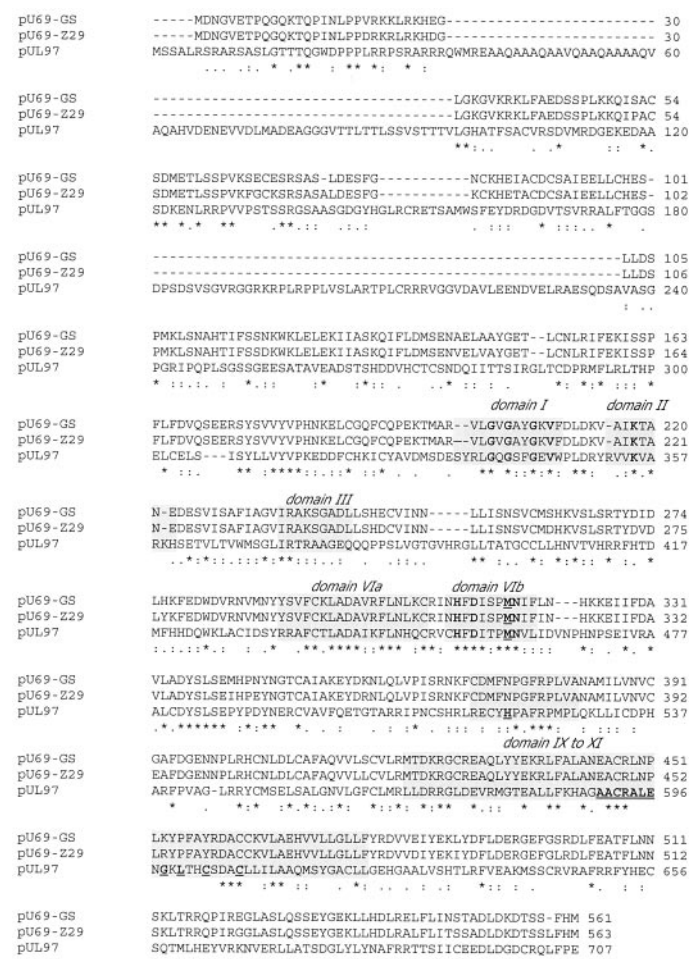 pU69-GS -----MDNGVETPQGQKTQPINLPPVRKKLRKHEG------------------------ 30
pU69-Z29 -----MDNGVETPQGQKTQPINLPPDRKRLRKHDG------------------------ 30
pUL97 MSSALRSRARSASLGTTTQGWDPPPLRRPSRARRRQWMREAAQAAAQAAVQAAQAAAAQV 60
pU69-GS -----------------------------------LGKGVKRKLFAEDSSPLKKQISAC 54
pU69-Z29 -----------------------------------LGKGVKRKLFAEDSSPLKKQIPAC 54
pUL97 AQAHVDENEVVDLMADEAGGGVTTLTTLSSVSTTTVLGHATFSACVRSDVMRDGEKEDAA 120
pU69-GS SDMETLSSPVKSECESRSAS-LDESFG-----------NCKHEIACDCSAIEELLCHES- 101
pU69-Z29 SDMETLSSPVKFGCKSRSASALDESFG-----------KCKHETACDCSAIEELLCHES- 102
pUL97 SDKENLRRPVVPSTSSRGSAASGDGYHGLRCRETSAMWSFEYDRDGDVTSVRRALFTGGS 180
pU69-GS --------------------------------------------------------LLDS 105
pU69-Z29 --------------------------------------------------------LLDS 106
pUL97 DPSDSVSGVRGGRKRPLRPPLVSLARTPLCRRRVGGVDAVLEENDVELRAESQDSAVASG 240
pU69-GS PMKLSNAHTIFSSNKWKLELEKIIASKQIFLDMSENAELAAYGET--LCNLRIFEKISSP 163
pU69-Z29 PMKLSNAHTIFSSDKWKLELEKIIASKQIFLDMSENVELVAYGET--LCNLRIFEKISSP 164
pUL97 PGRIPQPLSGSSGEESATAVEADSTSHDDVHCTCSNDQIITTSIRGLTCDPRMFLRLTHP 300
domain I domain II
pU69-GS FLFDVQSEERSYSVVYVPHNKELCGQFCQPEKTMAR--VLGVGAYGKVFDLDKV-AIKTA 220
pU69-Z29 FLFDVQSEERSYSVVYVPHNKELCGQFCQPEKTMAR--VLGVGAYGKVFDLDKV-AIKTA 221
pUL97 ELCELS---ISYLLVYVPKEDDFCHKICYAVDMSDESYRLGQGSFGEVWPLDRYRVVKVA 357
domain III
pU69-GS N-EDESVISAFIAGVIRAKSGADLLSHECVINN-----LLISNSVCMSHKVSLSRTYDID 274
pU69-Z29 N-EDESVISAFIAGVIRAKSGADLLSHDCVINN-----LLISNSVCMDHKVSLSRTYDID 275
pUL97 RKHSETVLTVWMSGLIRTRAAGEQQQPPSLVGTGVHRGLLTATGCCLLHNVTVHRRFHTD 417
domain VIa domain VIb
pU69-GS LHKFEDWDVRNVMNYYSVFCKLADAVRFLNLKCRINHFDISPMNIFLN---HKKEIIFDA 331
pU69-Z29 LYKFEDWDVRNVMNYYSVFCKLADAVRFLNLKCRINHFDISPMNIFIN---HKKEIIFDA 332
pUL97 MFHHDQWKLACIDSYRRAFCTLADAIKFLNHQCRVCHFDITPMNVLIDVNPHNPSEIVRA 477
pU69-GS VLADYSLSEMHPNYNGTCAIAKEYDKNLQLVPISRNKFCDMFNPGFRPLVANAMILVNVC 391
pU69-Z29 VLADYSLSEIHPEYNGTCAIAKEYDRNLQLVPISRNKFCDMFNPGFRPLVANAMILVNVC 392
pUL97 ALCDYSLSEPYPDYNERCVAVFQETGTARRIPNCSHRLRECYHPAFRPMPLQKLLICDPH 537
domain IX to XI
pU69-GS GAFDGENNPLRHCNLDLCAFAQVVLSCVLRMTDKRGCREAQLYYEKRLFALANEACRLNP 451
pU69-Z29 EAFDGENNPLRHCNLDLCAFAQVVLLCVLRMTDKRGCREAQLYYEKRLFALANEACRLNP 452
pUL97 ARFPVAG-LRRYCMSELSALGNVLGFCLMRLLDRRGLDEVRMGTEALLFKHAGAACRALE 596
pU69-GS LKYPFAYRDACCKVLAEHVVLLGLLFYRDVVEIYEKLYDFLDERGEFGSRDLFEATFLNN 511
pU69-Z29 LRYPFAYRDACCKVLAEHVVLLGLLFYRDVVDIYEKLYDFLDERGEFGLRDLFEATFLNN 512
pUL97 NGKLTHCSDACLLILAAQMSYGACLLGEHGAALVSHTLRFVEAKMSSCRVRAFRRFYHEC 656
pU69-GS SKLTRRQPIREGLASLQSSEYGEKLLHDLRELFLINSTADLDKDTSS-FHM 561
pU69-Z29 SKLTRRQPIRGGLASLQSSEYGEKLLHDLRALFLITSSADLDKDTSSLFHM 563
pUL97 SQTMLHEYVRKNVERLLATSDGLYLYNAFRRTTSIICEEDLDGDCRQLFPE 707